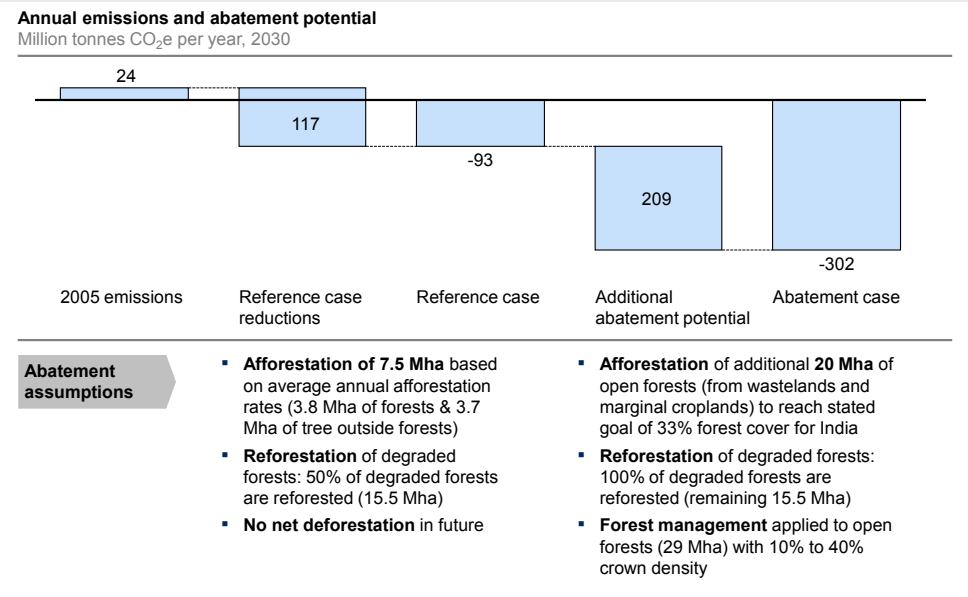 Annual emissions and abatement potential
Million tonnes CO₂e per year, 2030
24
117
-93
209
-302
2005 emissions
Reference case
reductions
Reference case
Additional
abatement potential
Abatement case
Abatement
assumptions
▪ Afforestation of 7.5 Mha based
on average annual afforestation
rates (3.8 Mha of forests & 3.7
Mha of tree outside forests)
▪ Reforestation of degraded
forests: 50% of degraded forests
are reforested (15.5 Mha)
▪ No net deforestation in future
▪ Afforestation of additional 20 Mha of
open forests (from wastelands and
marginal croplands) to reach stated
goal of 33% forest cover for India
▪ Reforestation of degraded forests:
100% of degraded forests are
reforested (remaining 15.5 Mha)
▪ Forest management applied to open
forests (29 Mha) with 10% to 40%
crown density